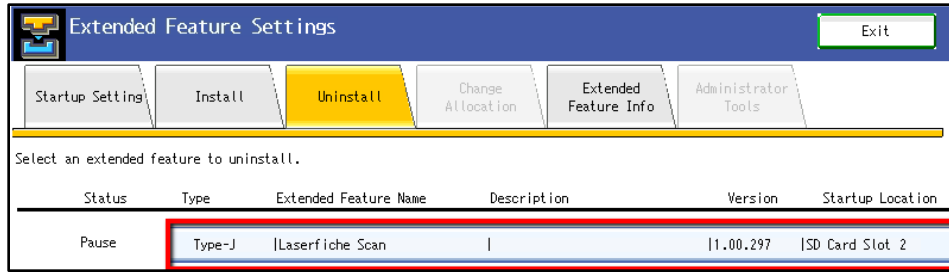 Extended Feature Settings Exit
Startup Setting Install Uninstall Change Allocation Extended Feature Info Administrator Tools
Select an extended feature to uninstall.
Status Type Extended Feature Name Description Version Startup Location
Pause Type-J |Laserfiche Scan | |1.00.297 |SD Card Slot 2